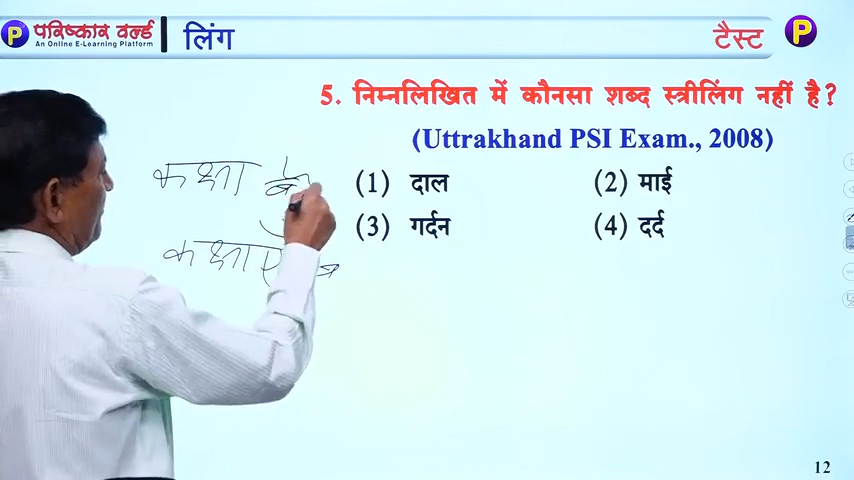 P परिष्कार वर्ल्ड
An Online E-Learning Platform
लिंग
टैस्ट
P
5. निम्नलिखित में कौनसा शब्द स्त्रीलिंग नहीं है?
(Uttrakhand PSI Exam., 2008)
(1) दाल (2) माई
(3) गर्दन (4) दर्द
कक्षा
कक्षाएँ
12